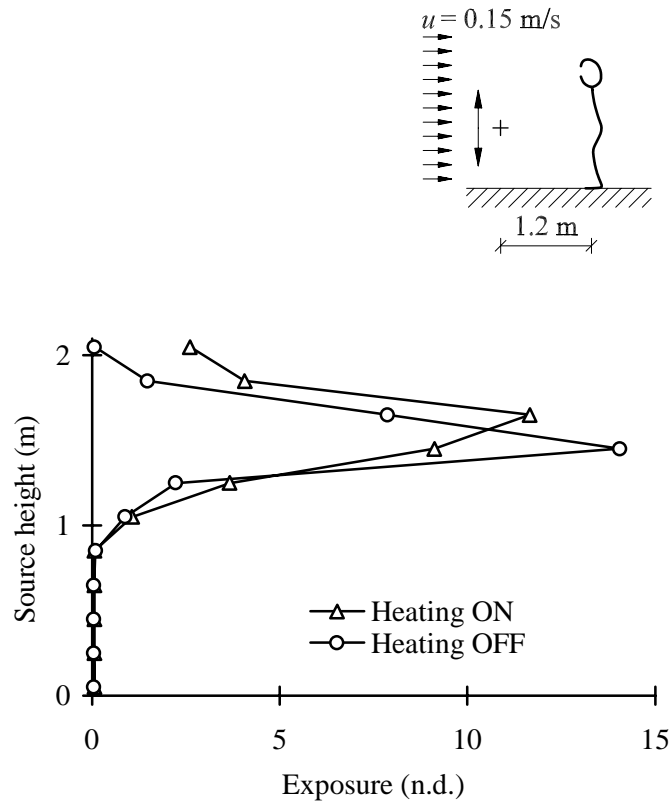 u = 0.15 m/s
+
1.2 m
2
1
0
Source height (m)
Heating ON
Heating OFF
0 5 10 15
Exposure (n.d.)